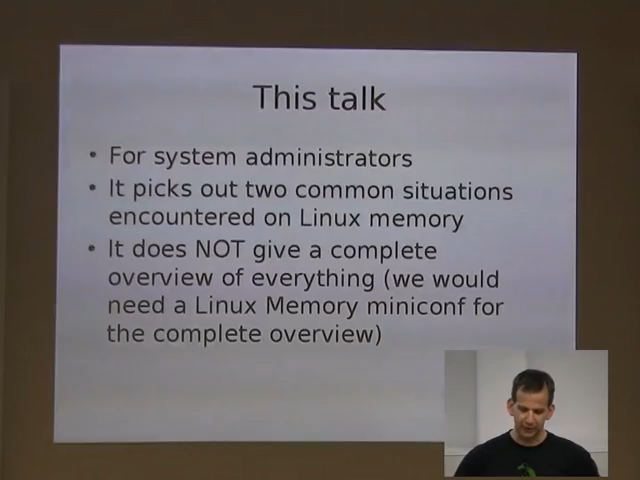 This talk
• For system administrators
• It picks out two common situations
encountered on Linux memory
• It does NOT give a complete
overview of everything (we would
need a Linux Memory miniconf for
the complete overview)